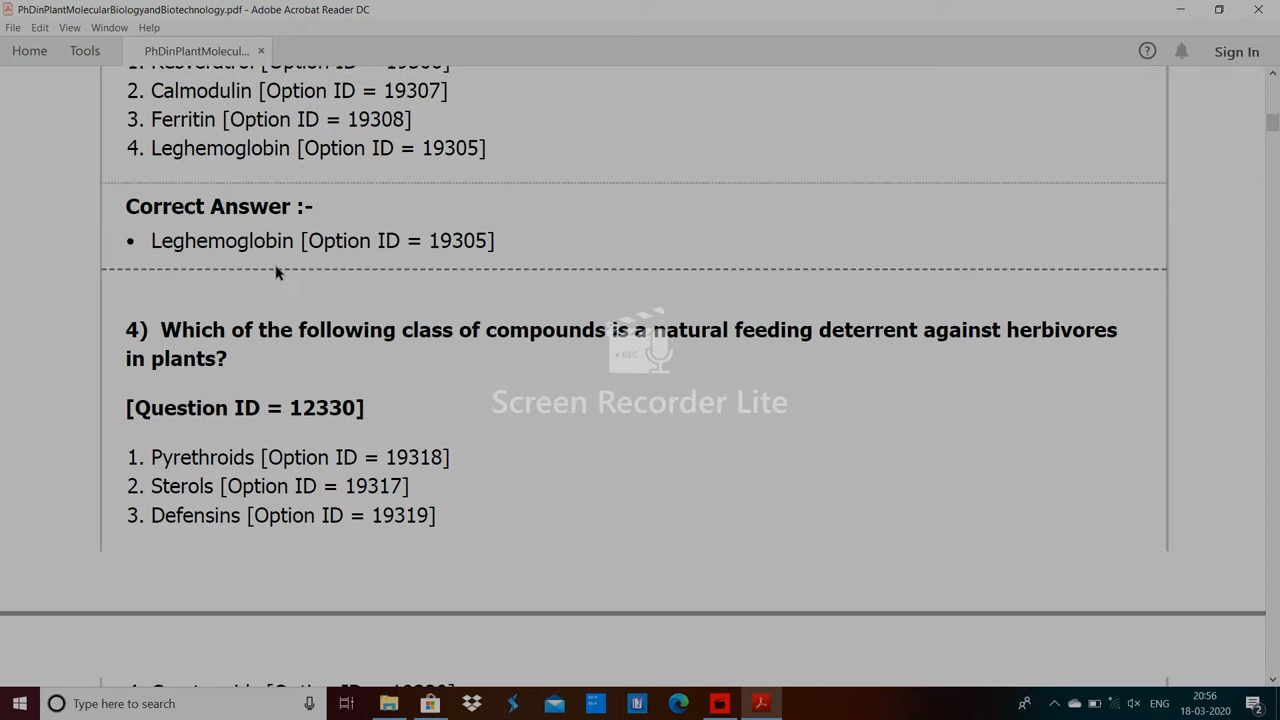 PhDinPlantMolecularBiologyandBiotechnology.pdf - Adobe Acrobat Reader DC
File Edit View Window Help
Home Tools PhDinPlantMolecul... × Sign In
2. Calmodulin [Option ID = 19307]
3. Ferritin [Option ID = 19308]
4. Leghemoglobin [Option ID = 19305]
Correct Answer :-
• Leghemoglobin [Option ID = 19305]
4) Which of the following class of compounds is a natural feeding deterrent against herbivores
in plants?
• REC
Screen Recorder Lite
[Question ID = 12330]
1. Pyrethroids [Option ID = 19318]
2. Sterols [Option ID = 19317]
3. Defensins [Option ID = 19319]
Type here to search
ENG
20:56
18-03-2020
2